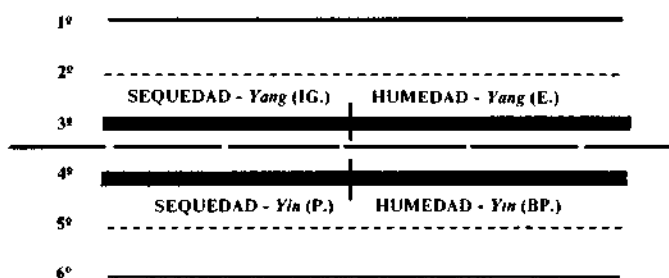 1º
2º
SEQUEDAD - Yang (IG.) HUMEDAD - Yang (E.)
3º
4º
SEQUEDAD - Yin (P.) HUMEDAD - Yin (BP.)
5º
6º